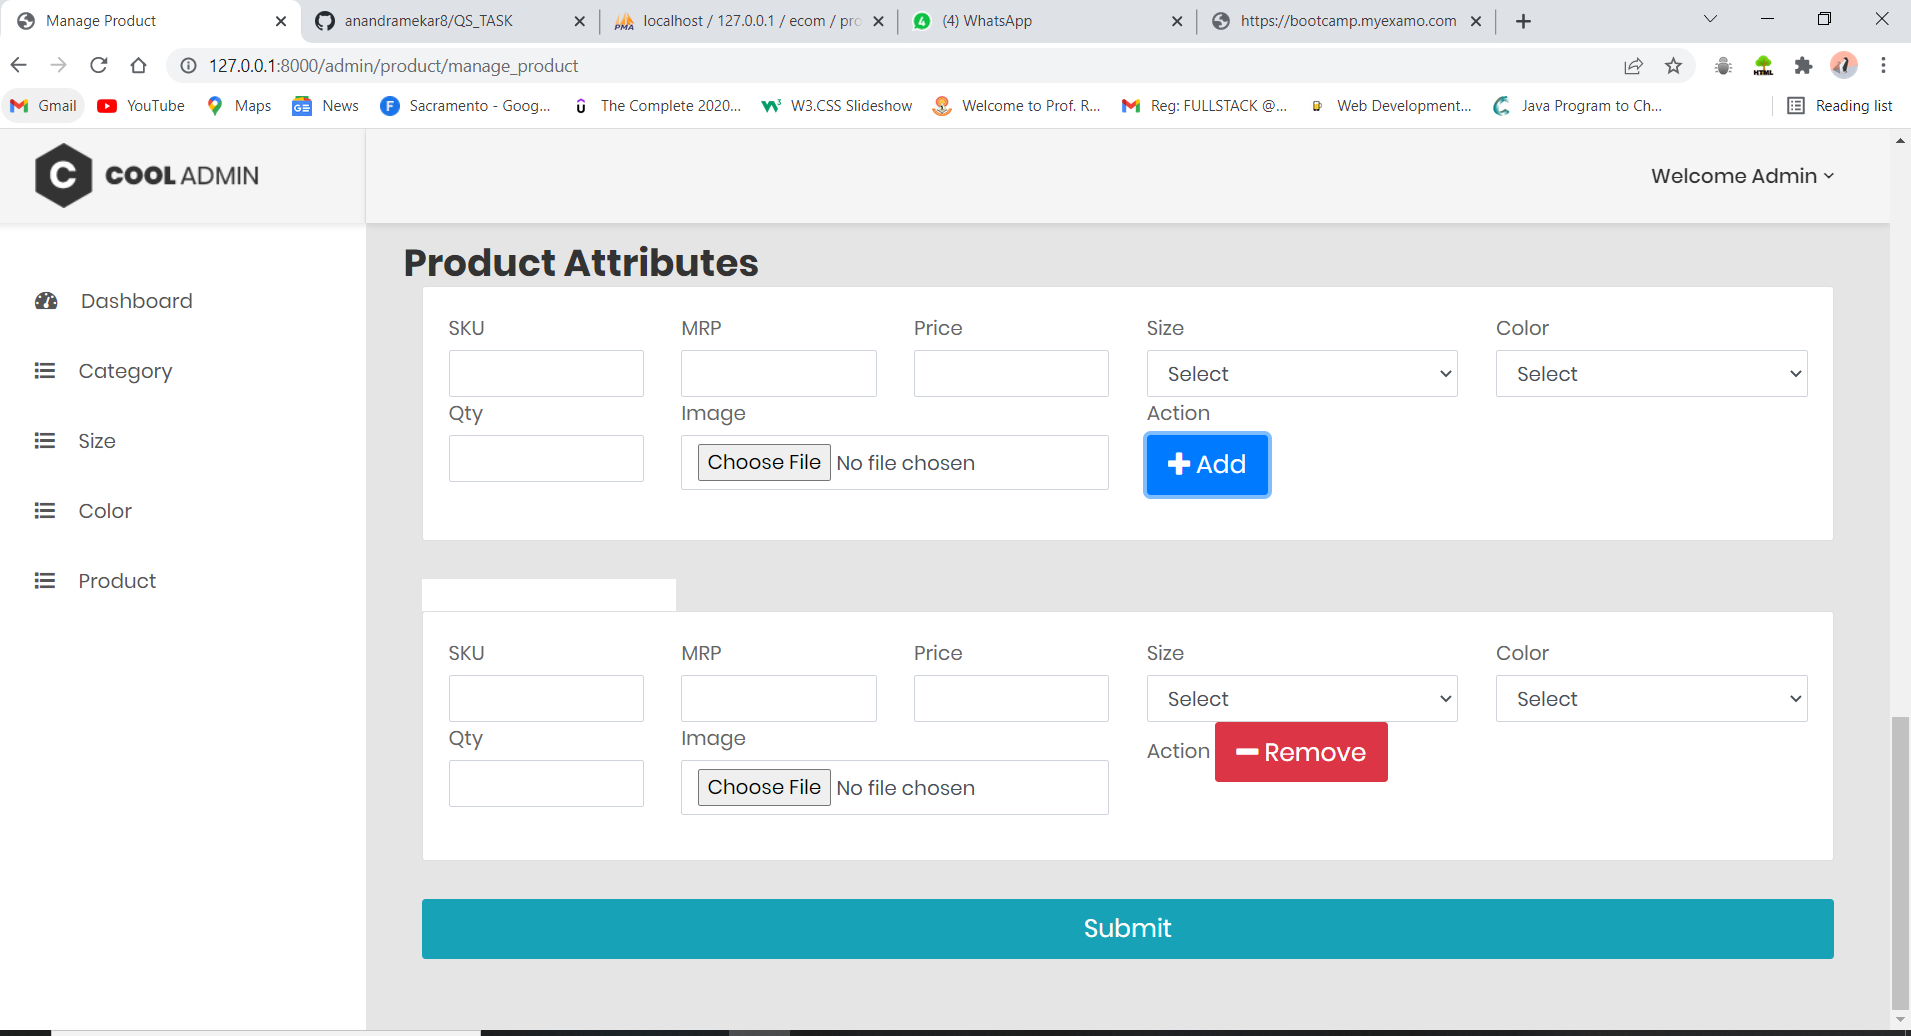 Manage Product
anandramekar8/QS_TASK
PMA localhost / 127.0.0.1 / ecom / pro
4 (4) WhatsApp
https://bootcamp.myexamo.com
127.0.0.1:8000/admin/product/manage_product
HTML
Gmail
YouTube
Maps
GE News
F Sacramento - Goog...
The Complete 2020...
W3.CSS Slideshow
Welcome to Prof. R...
Reg: FULLSTACK @...
Web Development...
Java Program to Ch...
Reading list
C COOL ADMIN
Welcome Admin
Dashboard
Category
Size
Color
Product
Product Attributes
SKU MRP Price Size Color
Select Select
Qty Image Action
Choose File No file chosen
Add
SKU MRP Price Size Color
Select Select
Qty Image Action Remove
Choose File No file chosen
Submit